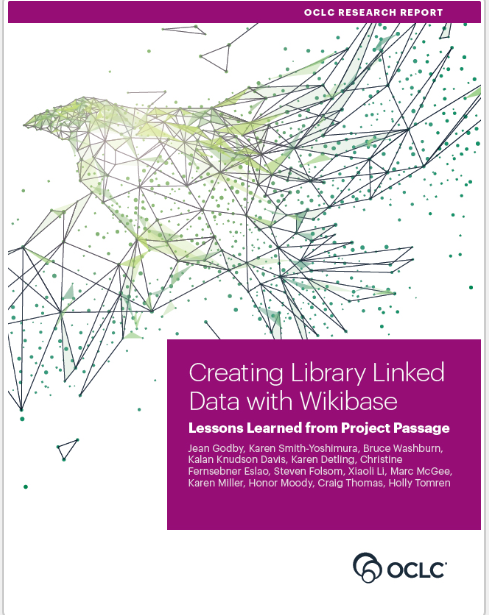 OCLC RESEARCH REPORT
Creating Library Linked
Data with Wikibase
Lessons Learned from Project Passage
Jean Godby, Karen Smith-Yoshimura, Bruce Washburn,
Kalan Knudson Davis, Karen Detling, Christine
Fernsebner Eslao, Steven Folsom, Xiaoli Li, Marc McGee,
Karen Miller, Honor Moody, Craig Thomas, Holly Tomren
OCLC